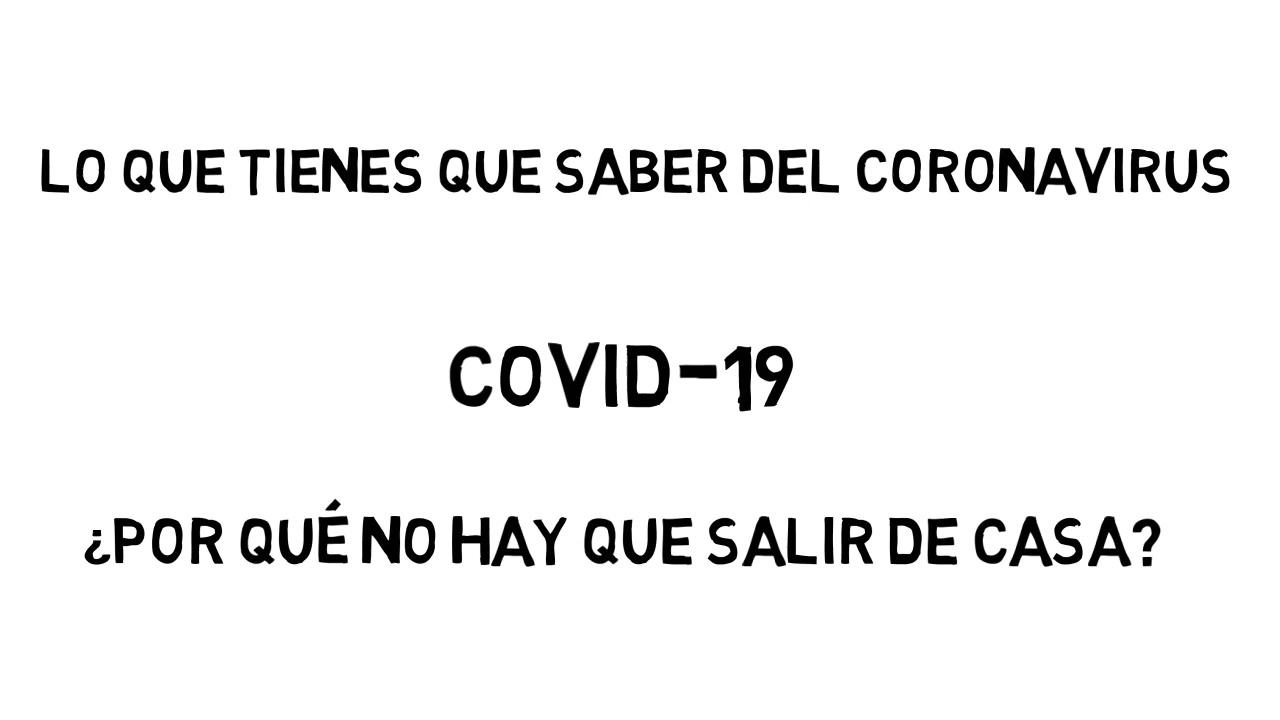 LO QUE TIENES QUE SABER DEL CORONAVIRUS
COVID-19
¿POR QUÉ NO HAY QUE SALIR DE CASA?